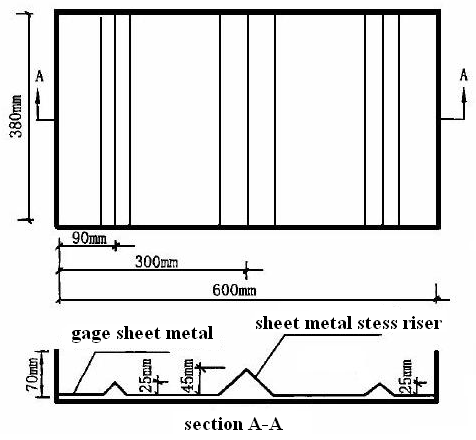 A
A
380mm
90mm
300mm
600mm
gage sheet metal
sheet metal stess riser
70mm
25mm
45mm
25mm
section A-A